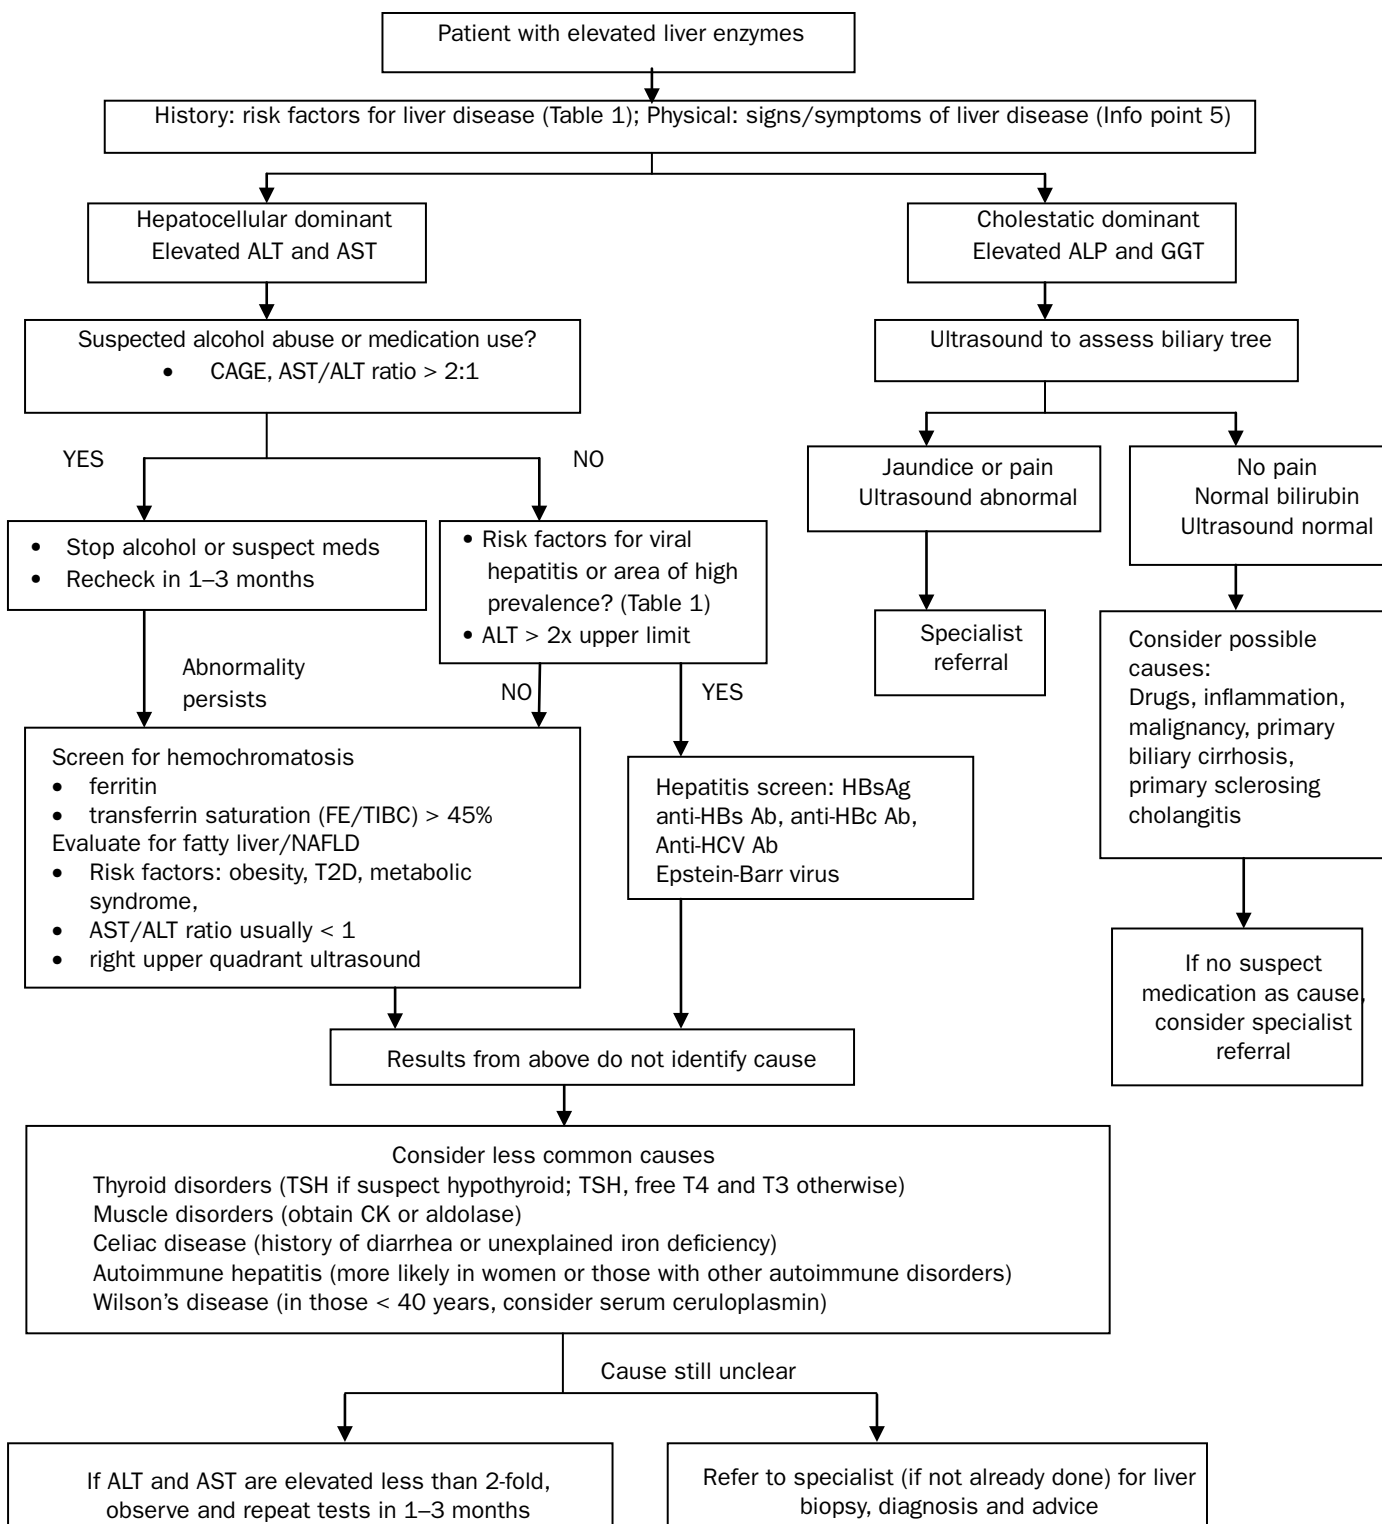 Patient with elevated liver enzymes
History: risk factors for liver disease (Table 1); Physical: signs/symptoms of liver disease (Info point 5)
Hepatocellular dominant
Elevated ALT and AST
Cholestatic dominant
Elevated ALP and GGT
Suspected alcohol abuse or medication use?
• CAGE, AST/ALT ratio > 2:1
Ultrasound to assess biliary tree
YES
NO
Jaundice or pain
Ultrasound abnormal
No pain
Normal bilirubin
Ultrasound normal
• Stop alcohol or suspect meds
• Recheck in 1–3 months
• Risk factors for viral
hepatitis or area of high
prevalence? (Table 1)
• ALT > 2x upper limit
Specialist
referral
Consider possible
causes:
Drugs, inflammation,
malignancy, primary
biliary cirrhosis,
primary sclerosing
cholangitis
Abnormality
persists
NO
YES
Screen for hemochromatosis
• ferritin
• transferrin saturation (FE/TIBC) > 45%
Evaluate for fatty liver/NAFLD
• Risk factors: obesity, T2D, metabolic
syndrome,
• AST/ALT ratio usually < 1
• right upper quadrant ultrasound
Hepatitis screen: HBsAg
anti-HBs Ab, anti-HBc Ab,
Anti-HCV Ab
Epstein-Barr virus
If no suspect
medication as cause,
consider specialist
referral
Results from above do not identify cause
Consider less common causes
Thyroid disorders (TSH if suspect hypothyroid; TSH, free T4 and T3 otherwise)
Muscle disorders (obtain CK or aldolase)
Celiac disease (history of diarrhea or unexplained iron deficiency)
Autoimmune hepatitis (more likely in women or those with other autoimmune disorders)
Wilson's disease (in those < 40 years, consider serum ceruloplasmin)
Cause still unclear
If ALT and AST are elevated less than 2-fold,
observe and repeat tests in 1–3 months
Refer to specialist (if not already done) for liver
biopsy, diagnosis and advice